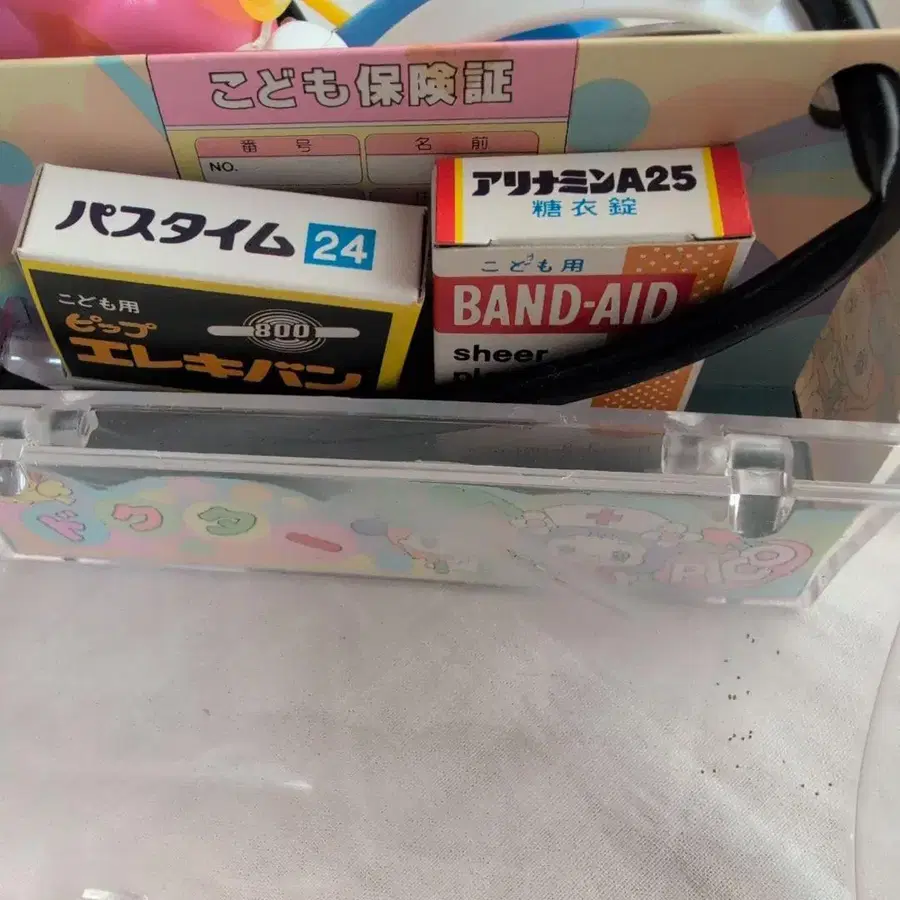 こども保険証
番号
名前
NO.
パスタイム 24
こども用
ピップ
800
エレキバン
アリナミンA25
糖衣錠
こども用
BAND-AID
sheer
ドクター